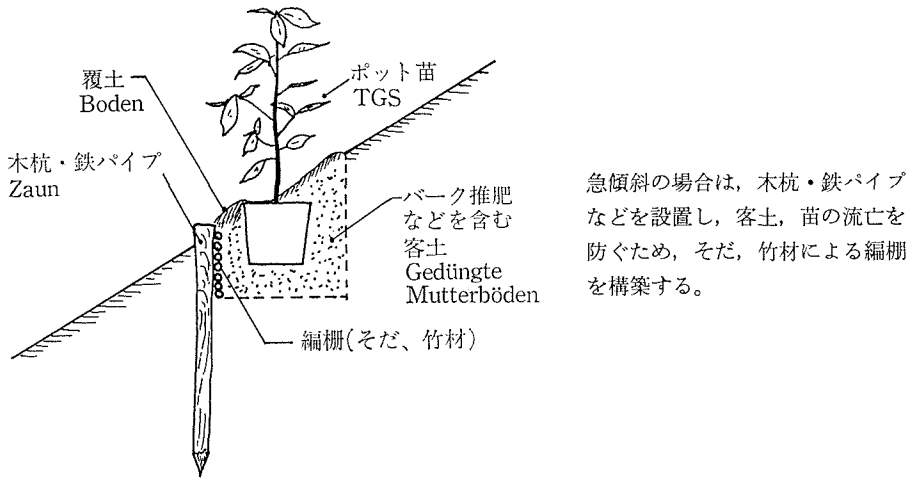 覆土
Boden
ポット苗
TGS
木杭・鉄パイプ
Zaun
バーク推肥
などを含む
客土
Gedüngte
Mutterböden
編棚(そだ、竹材)
急傾斜の場合は，木杭・鉄パイプ
などを設置し，客土，苗の流亡を
防ぐため，そだ，竹材による編棚
を構築する。